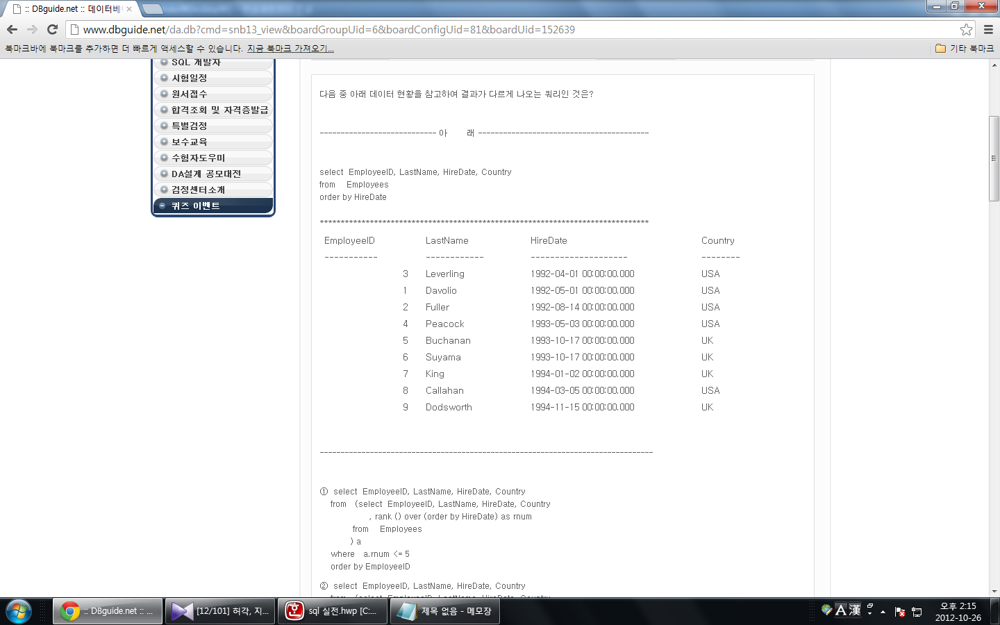 :: DBguide.net :: 데이터베이
www.dbguide.net/da.db?cmd=snb13_view&boardGroupUid=6&boardConfigUid=81&boardUid=152639
북마크바에 북마크를 추가하면 더 빠르게 액세스할 수 있습니다. 지금 북마크 가져오기...
기타 북마크
SQL 개발자
시험일정
원서접수
합격조회 및 자격증발급
특별검정
보수교육
수험자도우미
DA설계 공모대전
검정센터소개
퀴즈 이벤트
다음 중 아래 데이터 현황을 참고하여 결과가 다르게 나오는 쿼리인 것은?
---------------------------- 아 래 -----------------------------------------
select EmployeeID, LastName, HireDate, Country
from Employees
order by HireDate
*******************************************************************************
EmployeeID LastName HireDate Country
----------- ------------ -------------------- --------
3 Leverling 1992-04-01 00:00:00.000 USA
1 Davolio 1992-05-01 00:00:00.000 USA
2 Fuller 1992-08-14 00:00:00.000 USA
4 Peacock 1993-05-03 00:00:00.000 USA
5 Buchanan 1993-10-17 00:00:00.000 UK
6 Suyama 1993-10-17 00:00:00.000 UK
7 King 1994-01-02 00:00:00.000 UK
8 Callahan 1994-03-05 00:00:00.000 USA
9 Dodsworth 1994-11-15 00:00:00.000 UK
--------------------------------------------------------------------------------
① select EmployeeID, LastName, HireDate, Country
from (select EmployeeID, LastName, HireDate, Country
, rank () over (order by HireDate) as rnum
from Employees
) a
where a.rnum <= 5
order by EmployeeID
② select EmployeeID, LastName, HireDate, Country
from (select EmployeeID, LastName, HireDate, Country
:: DBguide.net :: ...
[12/101] 허각, 지...
sql 실전.hwp [C:...
제목 없음 - 메모장
A 漢
오후 2:15
2012-10-26